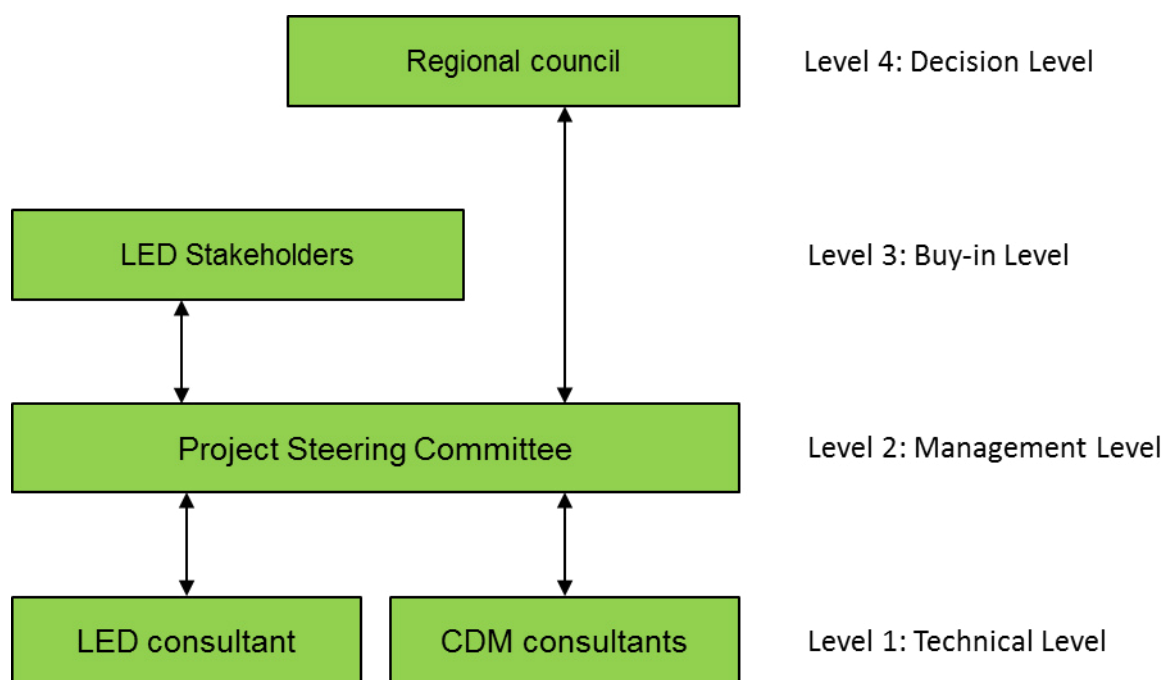 Regional council
Level 4: Decision Level
LED Stakeholders
Level 3: Buy-in Level
Project Steering Committee
Level 2: Management Level
LED consultant
CDM consultants
Level 1: Technical Level